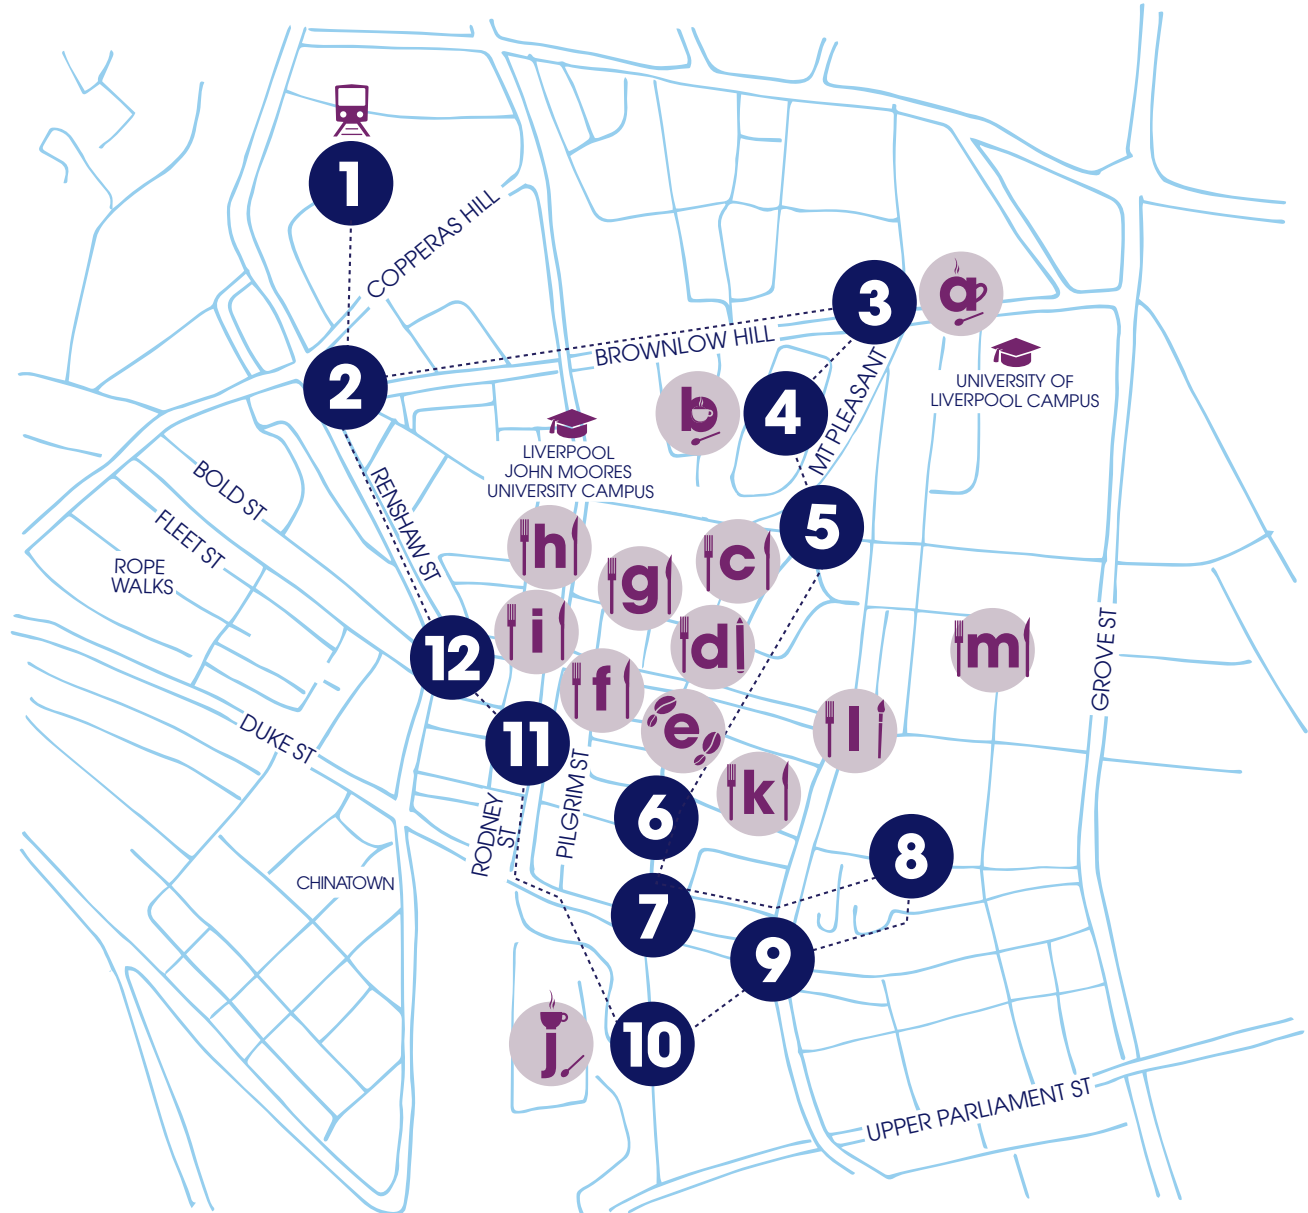 1
COPPERAS HILL
3
a
BROWNLOW HILL
2
MT PLEASANT
UNIVERSITY OF
LIVERPOOL CAMPUS
b
4
LIVERPOOL
JOHN MOORES
UNIVERSITY CAMPUS
BOLD ST
RENSHAW ST
FLEET ST
5
h
c
g
ROPE
WALKS
i
d
m
12
GROVE ST
f
e
l
DUKE ST
11
k
PILGRIM ST
6
RODNEY
ST
8
CHINATOWN
7
9
j
10
UPPER PARLIAMENT ST